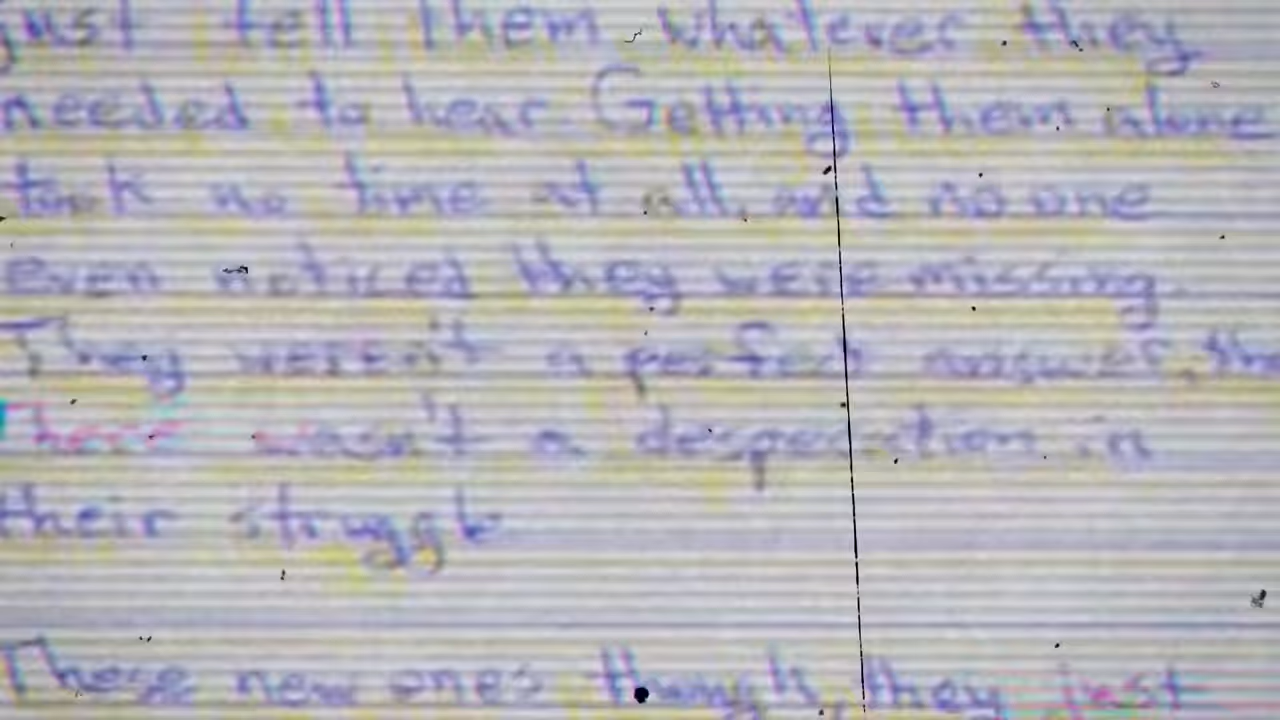 just tell them whatever they
needed to hear. Getting them alone
took no time at all, and no one
even noticed they were missing.
They weren't a perfect answer, tho
There wasn't a desperation in
their struggle
These new ones though, they just